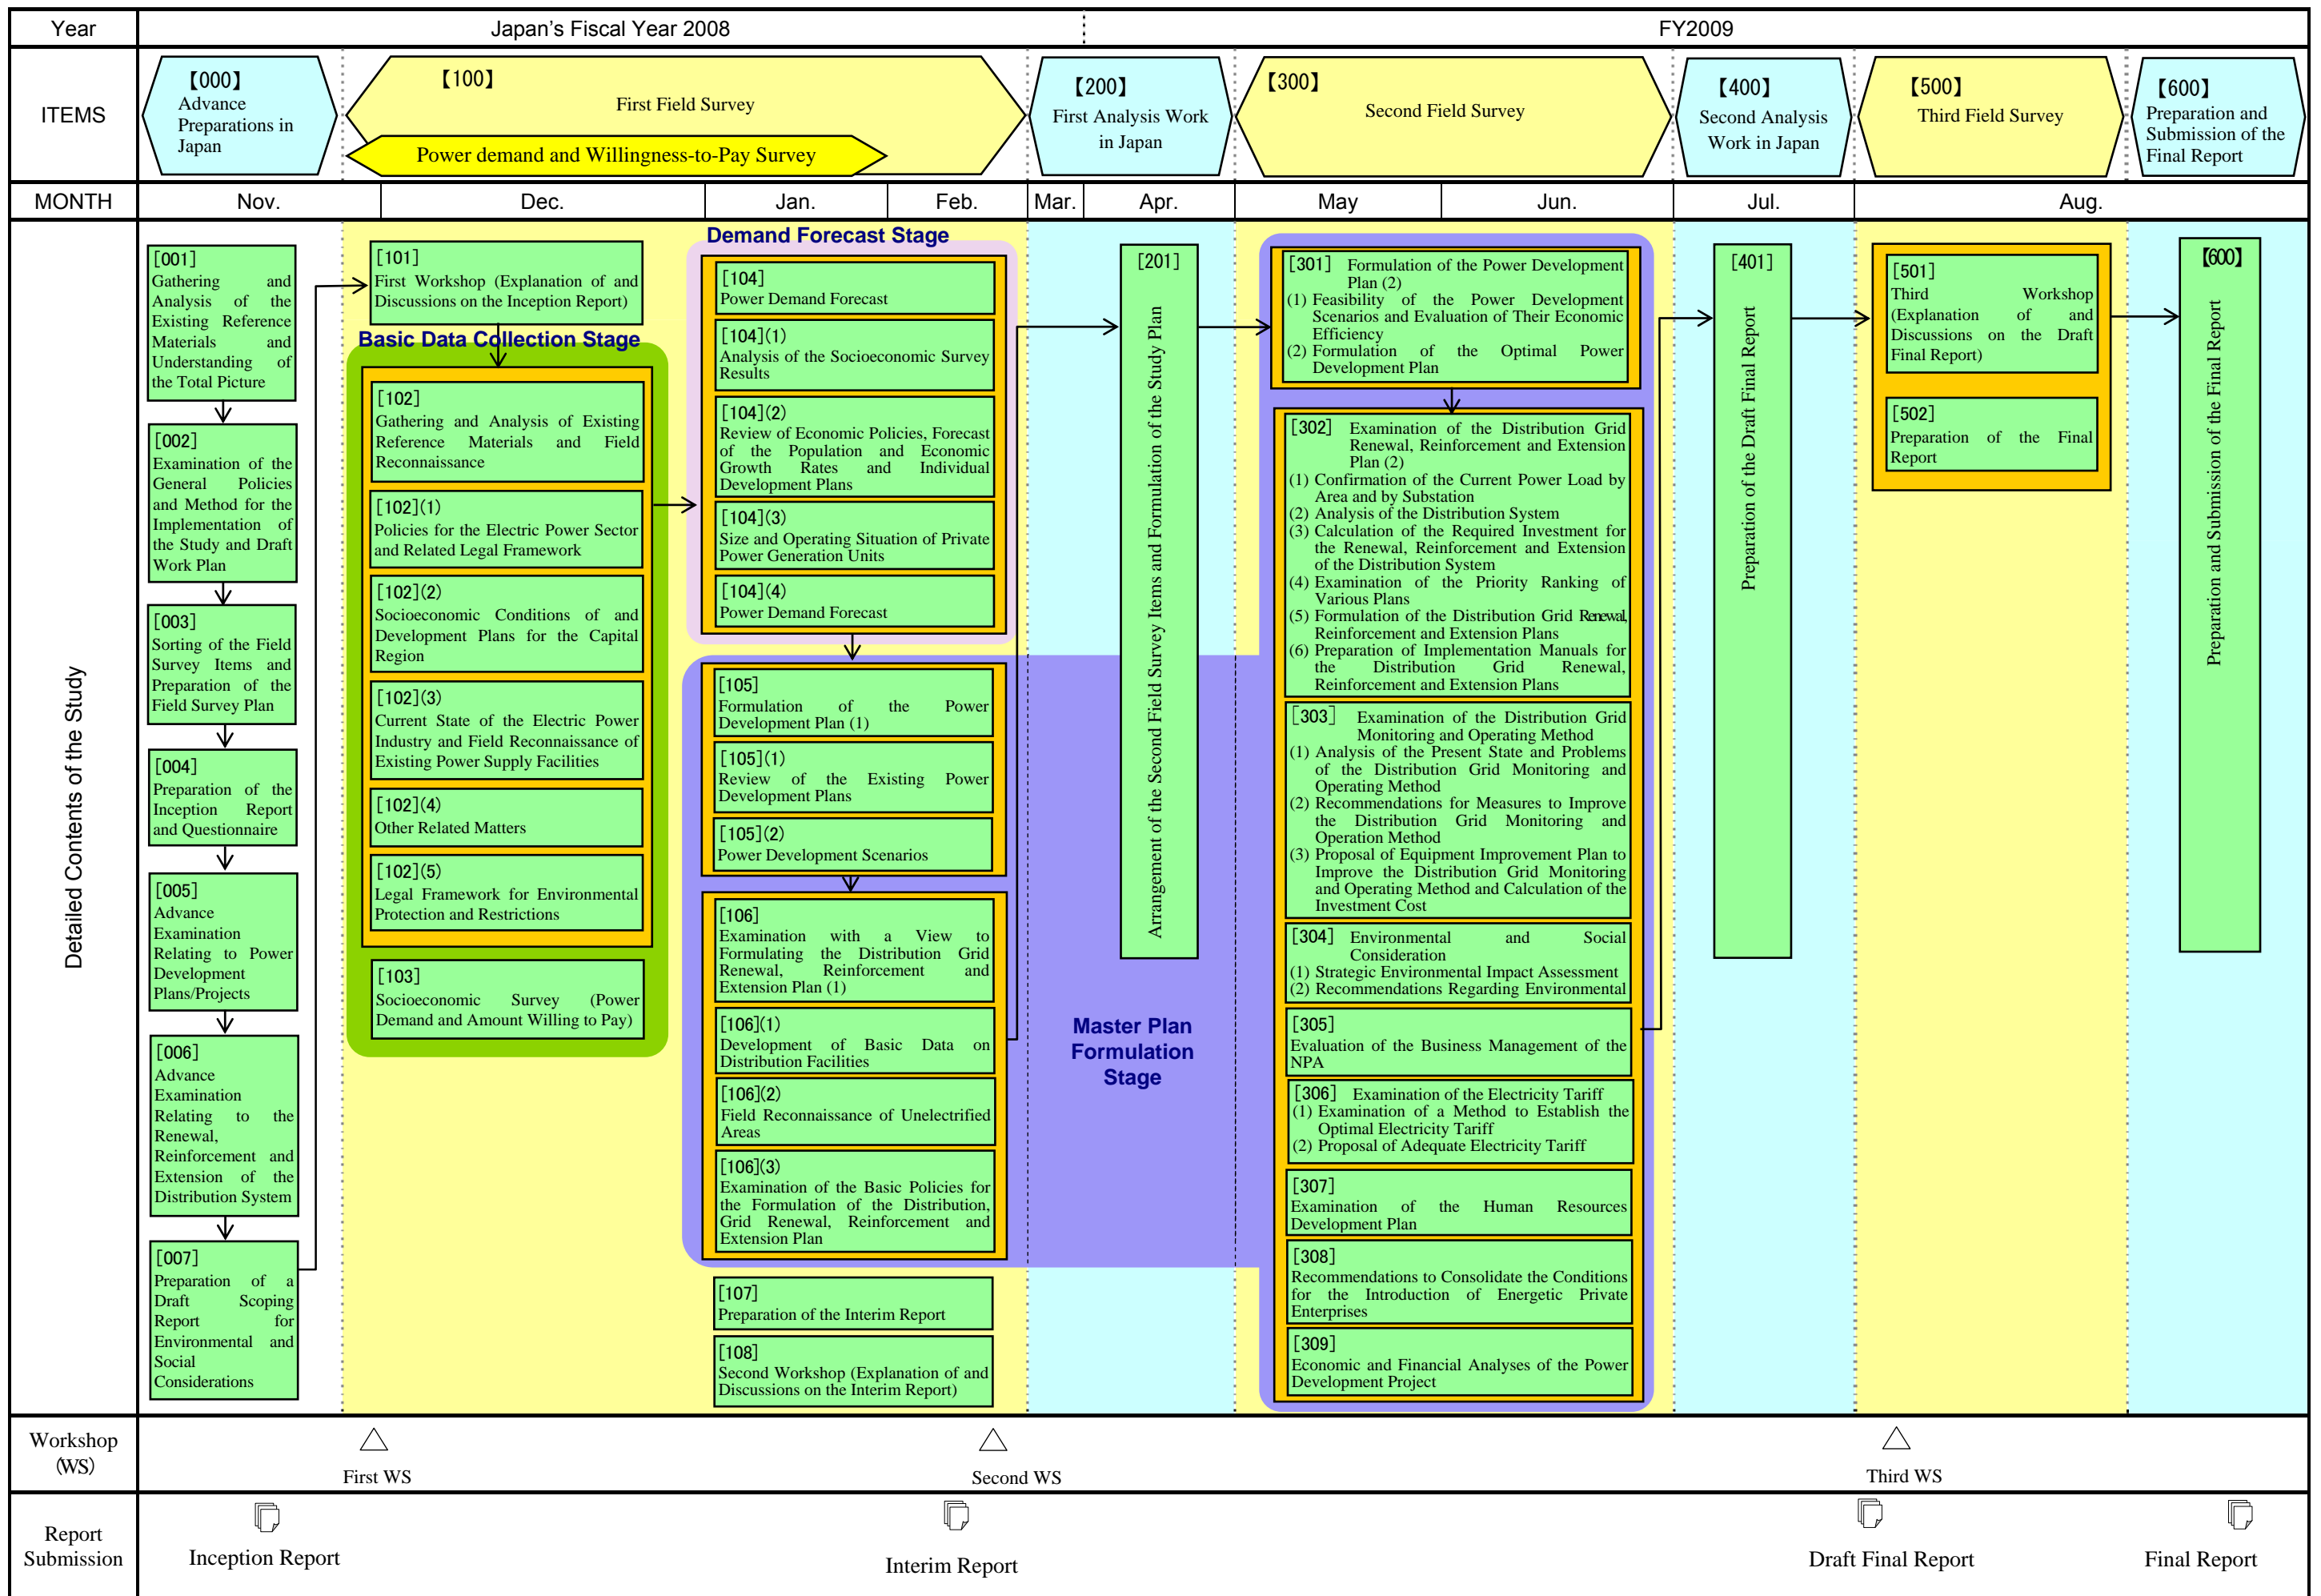 Year
Japan's Fiscal Year 2008
FY2009
ITEMS
【000】
Advance
Preparations in
Japan
【100】
First Field Survey
Power demand and Willingness-to-Pay Survey
【200】
First Analysis Work
in Japan
【300】
Second Field Survey
【400】
Second Analysis
Work in Japan
【500】
Third Field Survey
【600】
Preparation and
Submission of the
Final Report
MONTH
Nov.
Dec.
Jan.
Feb.
Mar.
Apr.
May
Jun.
Jul.
Aug.
Detailed Contents of the Study
[001]
Gathering and
Analysis of the
Existing Reference
Materials and
Understanding of
the Total Picture
[002]
Examination of the
General Policies
and Method for the
Implementation of
the Study and Draft
Work Plan
[003]
Sorting of the Field
Survey Items and
Preparation of the
Field Survey Plan
[004]
Preparation of the
Inception Report
and Questionnaire
[005]
Advance
Examination
Relating to Power
Development
Plans/Projects
[006]
Advance
Examination
Relating to the
Renewal,
Reinforcement and
Extension of the
Distribution System
[007]
Preparation of a
Draft Scoping
Report for
Environmental and
Social
Considerations
[101]
First Workshop (Explanation of and
Discussions on the Inception Report)
Basic Data Collection Stage
[102]
Gathering and Analysis of Existing
Reference Materials and Field
Reconnaissance
[102](1)
Policies for the Electric Power Sector
and Related Legal Framework
[102](2)
Socioeconomic Conditions of and
Development Plans for the Capital
Region
[102](3)
Current State of the Electric Power
Industry and Field Reconnaissance of
Existing Power Supply Facilities
[102](4)
Other Related Matters
[102](5)
Legal Framework for Environmental
Protection and Restrictions
[103]
Socioeconomic Survey (Power
Demand and Amount Willing to Pay)
Demand Forecast Stage
[104]
Power Demand Forecast
[104](1)
Analysis of the Socioeconomic Survey
Results
[104](2)
Review of Economic Policies, Forecast
of the Population and Economic
Growth Rates and Individual
Development Plans
[104](3)
Size and Operating Situation of Private
Power Generation Units
[104](4)
Power Demand Forecast
[105]
Formulation of the Power
Development Plan (1)
[105](1)
Review of the Existing Power
Development Plans
[105](2)
Power Development Scenarios
[106]
Examination with a View to
Formulating the Distribution Grid
Renewal, Reinforcement and
Extension Plan (1)
[106](1)
Development of Basic Data on
Distribution Facilities
[106](2)
Field Reconnaissance of Unelectrified
Areas
[106](3)
Examination of the Basic Policies for
the Formulation of the Distribution,
Grid Renewal, Reinforcement and
Extension Plan
[107]
Preparation of the Interim Report
[108]
Second Workshop (Explanation of and
Discussions on the Interim Report)
[201]
Arrangement of the Second Field Survey Items and Formulation of the Study Plan
Master Plan
Formulation
Stage
[301] Formulation of the Power Development
Plan (2)
(1) Feasibility of the Power Development
Scenarios and Evaluation of Their Economic
Efficiency
(2) Formulation of the Optimal Power
Development Plan
[302] Examination of the Distribution Grid
Renewal, Reinforcement and Extension
Plan (2)
(1) Confirmation of the Current Power Load by
Area and by Substation
(2) Analysis of the Distribution System
(3) Calculation of the Required Investment for
the Renewal, Reinforcement and Extension
of the Distribution System
(4) Examination of the Priority Ranking of
Various Plans
(5) Formulation of the Distribution Grid Renewal,
Reinforcement and Extension Plans
(6) Preparation of Implementation Manuals for
the Distribution Grid Renewal,
Reinforcement and Extension Plans
[303] Examination of the Distribution Grid
Monitoring and Operating Method
(1) Analysis of the Present State and Problems
of the Distribution Grid Monitoring and
Operating Method
(2) Recommendations for Measures to Improve
the Distribution Grid Monitoring and
Operation Method
(3) Proposal of Equipment Improvement Plan to
Improve the Distribution Grid Monitoring
and Operating Method and Calculation of the
Investment Cost
[304] Environmental and Social
Consideration
(1) Strategic Environmental Impact Assessment
(2) Recommendations Regarding Environmental
[305]
Evaluation of the Business Management of the
NPA
[306] Examination of the Electricity Tariff
(1) Examination of a Method to Establish the
Optimal Electricity Tariff
(2) Proposal of Adequate Electricity Tariff
[307]
Examination of the Human Resources
Development Plan
[308]
Recommendations to Consolidate the Conditions
for the Introduction of Energetic Private
Enterprises
[309]
Economic and Financial Analyses of the Power
Development Project
[401]
Preparation of the Draft Final Report
[501]
Third Workshop
(Explanation of and
Discussions on the Draft
Final Report)
[502]
Preparation of the Final
Report
【600】
Preparation and Submission of the Final Report
Workshop
(WS)
First WS
Second WS
Third WS
Report
Submission
Inception Report
Interim Report
Draft Final Report
Final Report